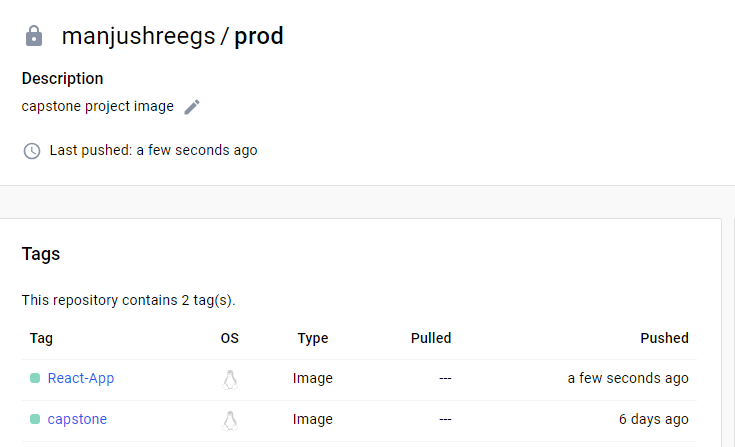 manjushreegs / prod
Description
capstone project image
Last pushed: a few seconds ago
Tags
This repository contains 2 tag(s).
Tag OS Type Pulled Pushed
React-App Image --- a few seconds ago
capstone Image --- 6 days ago